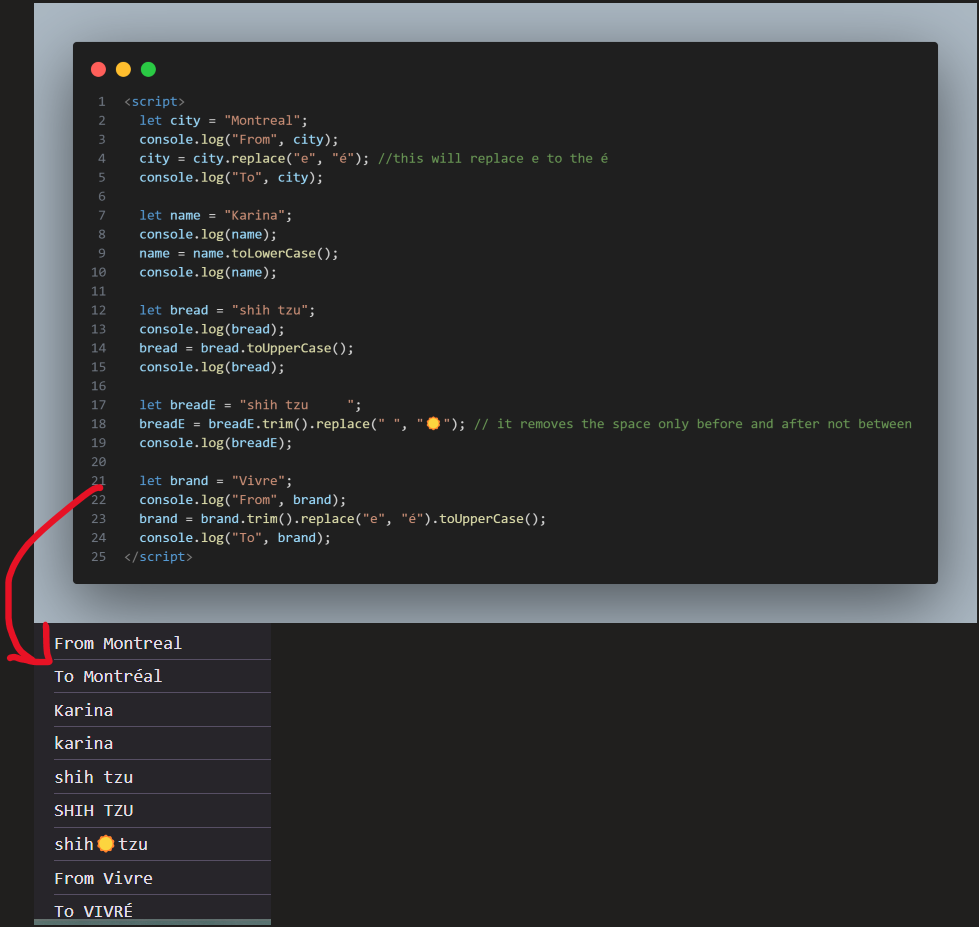 1 <script>
2 let city = "Montreal";
3 console.log("From", city);
4 city = city.replace("e", "é"); //this will replace e to the é
5 console.log("To", city);
6
7 let name = "Karina";
8 console.log(name);
9 name = name.toLowerCase();
10 console.log(name);
11
12 let bread = "shih tzu";
13 console.log(bread);
14 bread = bread.toUpperCase();
15 console.log(bread);
16
17 let breadE = "shih tzu     ";
18 breadE = breadE.trim().replace(" ", "🌼"); // it removes the space only before and after not between
19 console.log(breadE);
20
21 let brand = "Vivre";
22 console.log("From", brand);
23 brand = brand.trim().replace("e", "é").toUpperCase();
24 console.log("To", brand);
25 </script>
From Montreal
To Montréal
Karina
karina
shih tzu
SHIH TZU
shih🌼tzu
From Vivre
To VIVRÉ